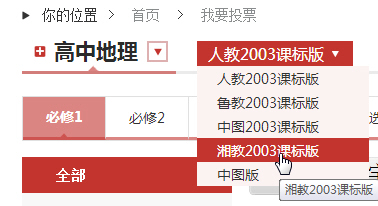 你的位置 首页 我要投票
高中地理 人教2003课标版
人教2003课标版
鲁教2003课标版
中图2003课标版
湘教2003课标版
中图版
必修1 必修2
全部
湘教2003课标版